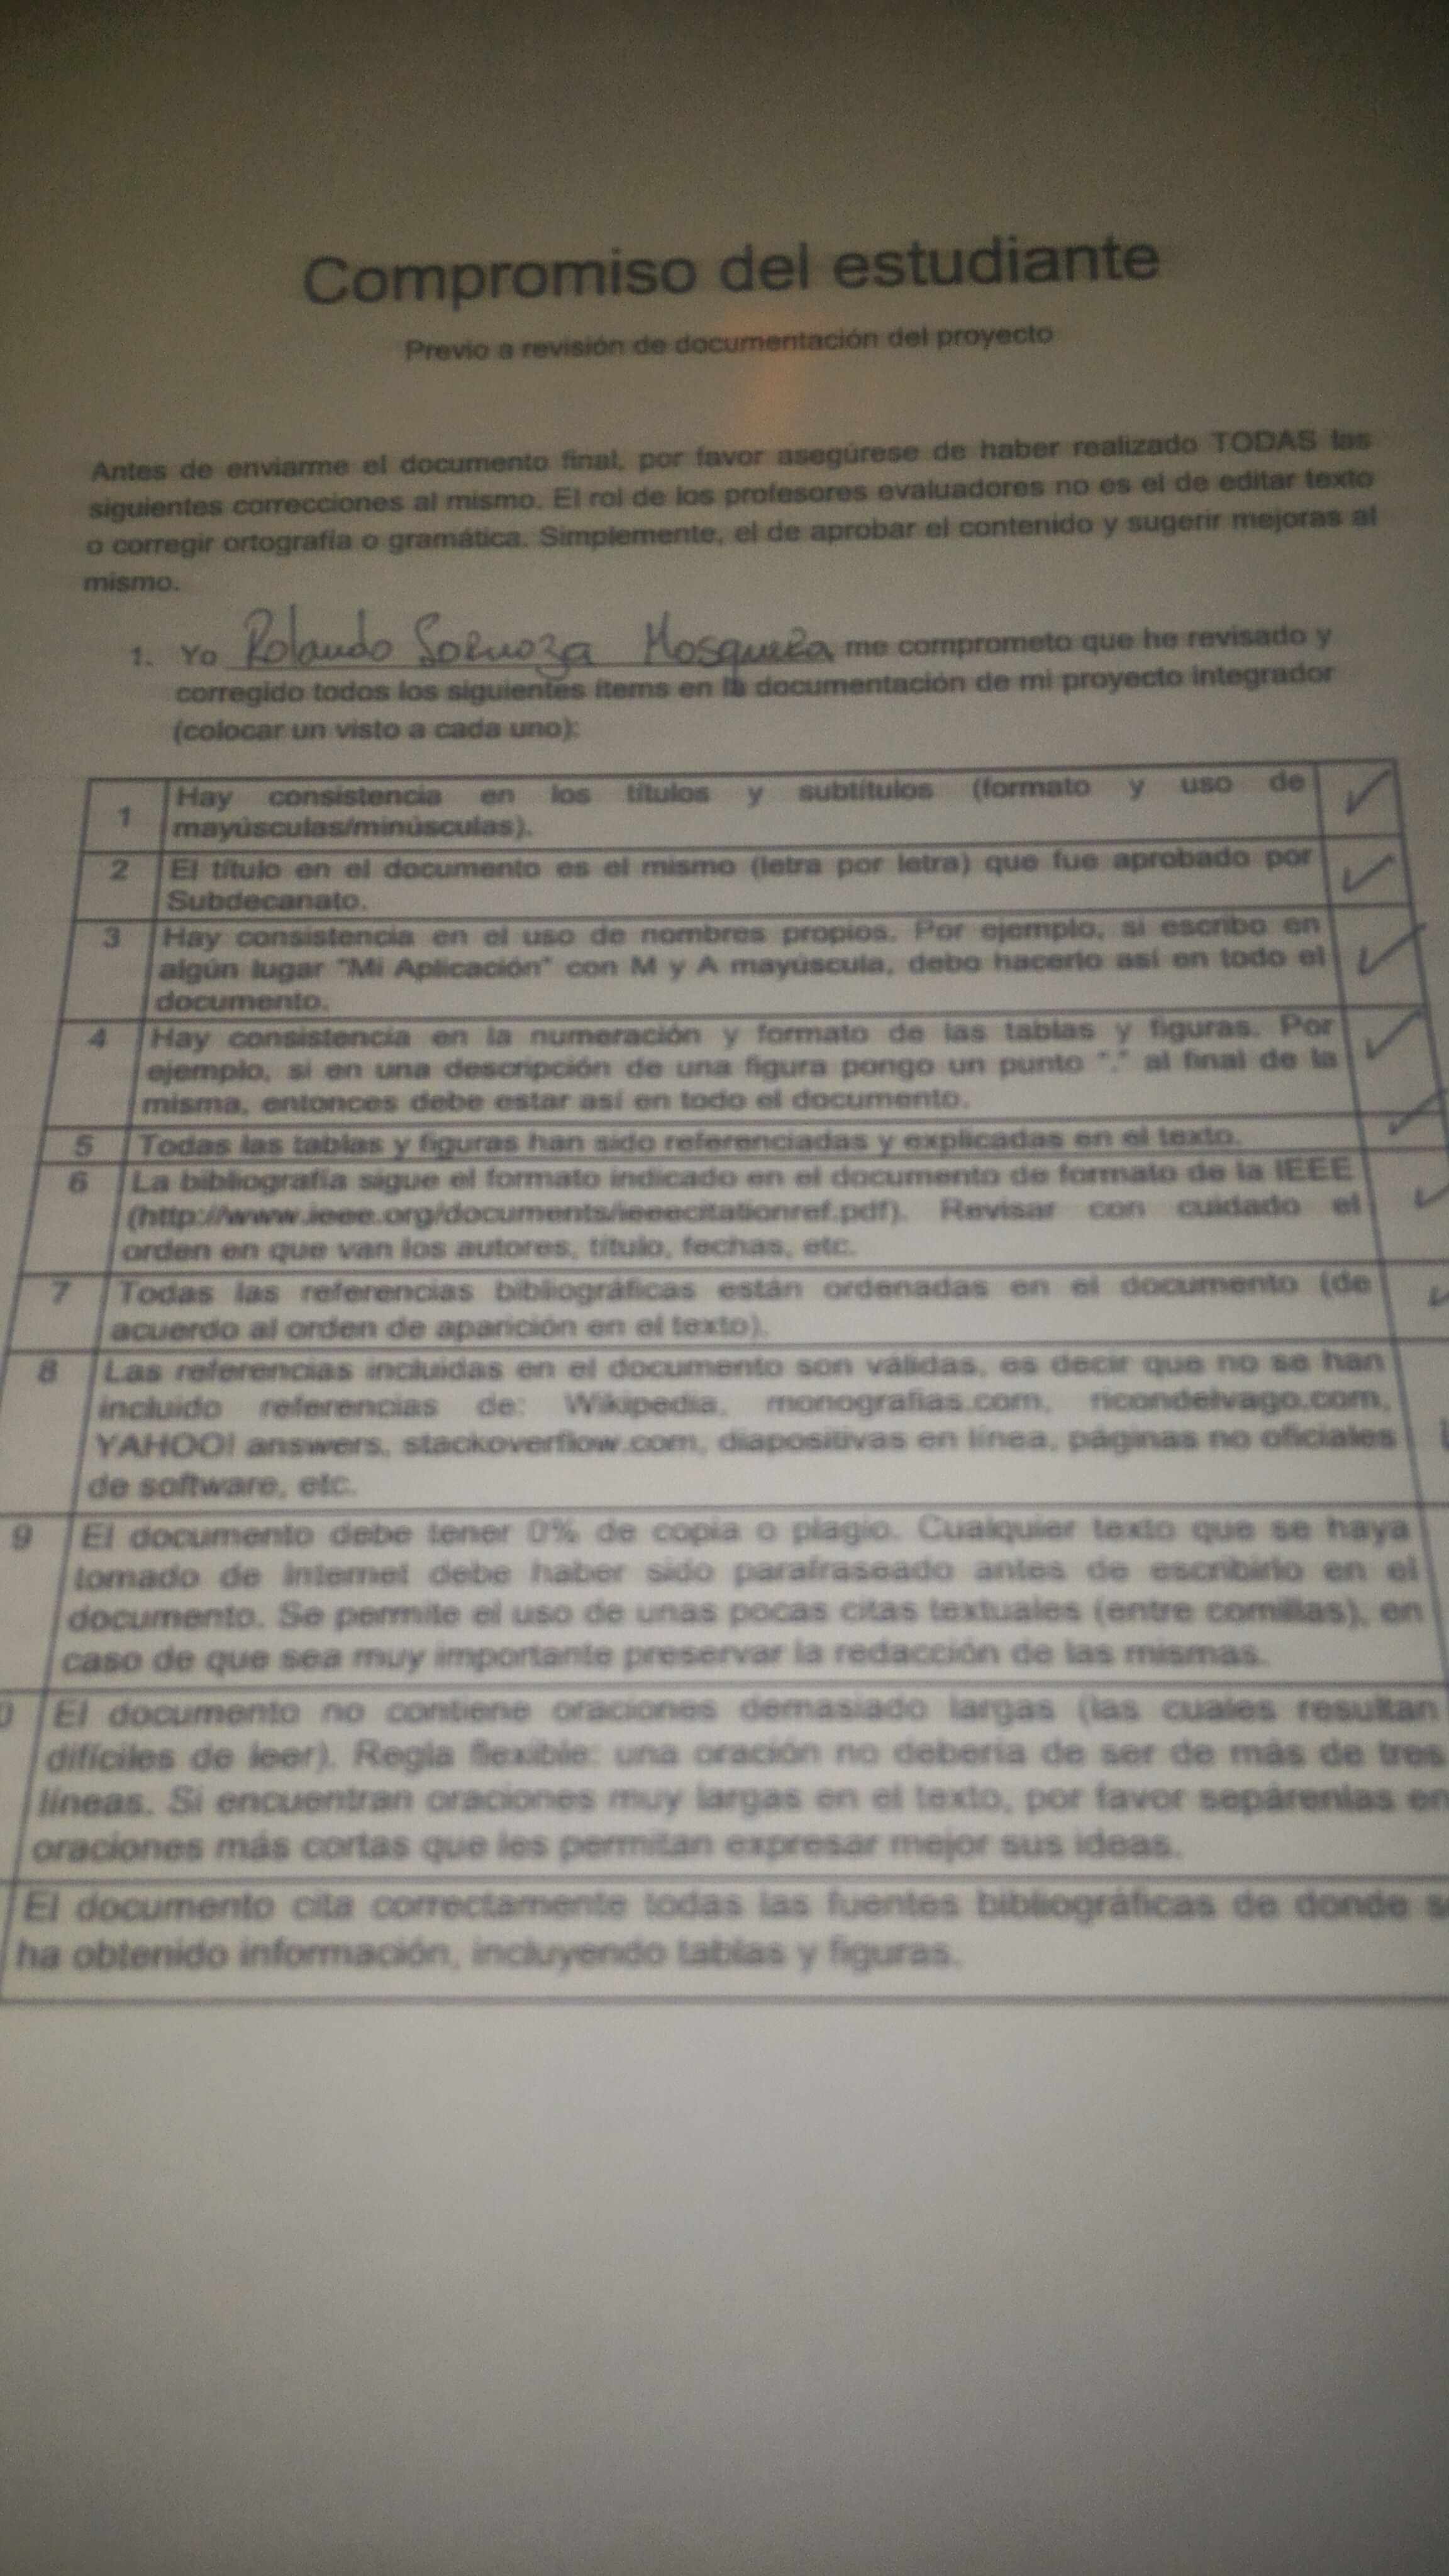 Compromiso del estudiante
Previo a revisión de documentación del proyecto
Antes de enviarme el documento final, por favor asegúrese de haber realizado TODAS las
siguientes correcciones al mismo. El rol de los profesores evaluadores no es el de editar texto
o corregir ortografía o gramática. Simplemente, el de aprobar el contenido y sugerir mejoras al
mismo.
1. Yo Rolando Sornoza Mosquera me comprometo que he revisado y
corregido todos los siguientes ítems en la documentación de mi proyecto integrador
(colocar un visto a cada uno):
1 Hay consistencia en los títulos y subtítulos (formato y uso de
mayúsculas/minúsculas).
2 El título en el documento es el mismo (letra por letra) que fue aprobado por
Subdecanato.
3 Hay consistencia en el uso de nombres propios. Por ejemplo, si escribo en
algún lugar "Mi Aplicación" con M y A mayúscula, debo hacerlo así en todo el
documento.
4 Hay consistencia en la numeración y formato de las tablas y figuras. Por
ejemplo, si en una descripción de una figura pongo un punto "." al final de la
misma, entonces debe estar así en todo el documento.
5 Todas las tablas y figuras han sido referenciadas y explicadas en el texto.
6 La bibliografía sigue el formato indicado en el documento de formato de la IEEE
(http://www.ieee.org/documents/ieeecitationref.pdf). Revisar con cuidado el
orden en que van los autores, título, fechas, etc.
7 Todas las referencias bibliográficas están ordenadas en el documento (de
acuerdo al orden de aparición en el texto).
8 Las referencias incluidas en el documento son válidas, es decir que no se han
incluido referencias de: Wikipedia, monografias.com, ricondelvago.com,
YAHOO! answers, stackoverflow.com, diapositivas en línea, páginas no oficiales
de software, etc.
9 El documento debe tener 0% de copia o plagio. Cualquier texto que se haya
tomado de Internet debe haber sido parafraseado antes de escribirlo en el
documento. Se permite el uso de unas pocas citas textuales (entre comillas), en
caso de que sea muy importante preservar la redacción de las mismas.
0 El documento no contiene oraciones demasiado largas (las cuales resultan
difíciles de leer). Regla flexible: una oración no debería de ser de más de tres
líneas. Si encuentran oraciones muy largas en el texto, por favor sepárenlas en
oraciones más cortas que les permitan expresar mejor sus ideas.
El documento cita correctamente todas las fuentes bibliográficas de donde s
ha obtenido información, incluyendo tablas y figuras.